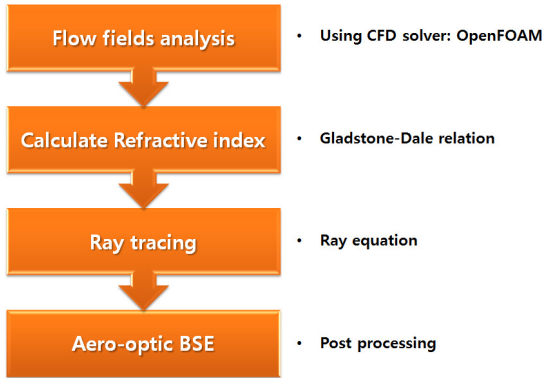 Flow fields analysis
• Using CFD solver: OpenFOAM
Calculate Refractive index
• Gladstone-Dale relation
Ray tracing
• Ray equation
Aero-optic BSE
• Post processing